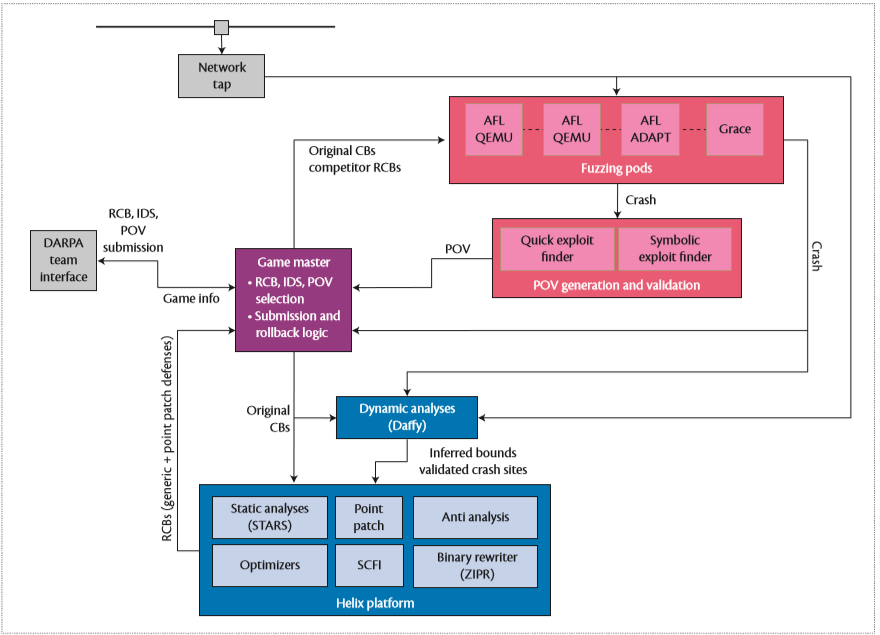 Network
tap
AFL
QEMU
AFL
QEMU
AFL
ADAPT
Grace
Fuzzing pods
Original CBs
competitor RCBs
Crash
Quick exploit
finder
Symbolic
exploit finder
POV generation and validation
POV
Crash
RCB, IDS,
POV
submission
DARPA
team
interface
Game info
Game master
• RCB, IDS, POV
selection
• Submission and
rollback logic
RCBs (generic + point patch defenses)
Original
CBs
Dynamic analyses
(Daffy)
Inferred bounds
validated crash sites
Static analyses
(STARS)
Point
patch
Anti analysis
Optimizers
SCFI
Binary rewriter
(ZIPR)
Helix platform